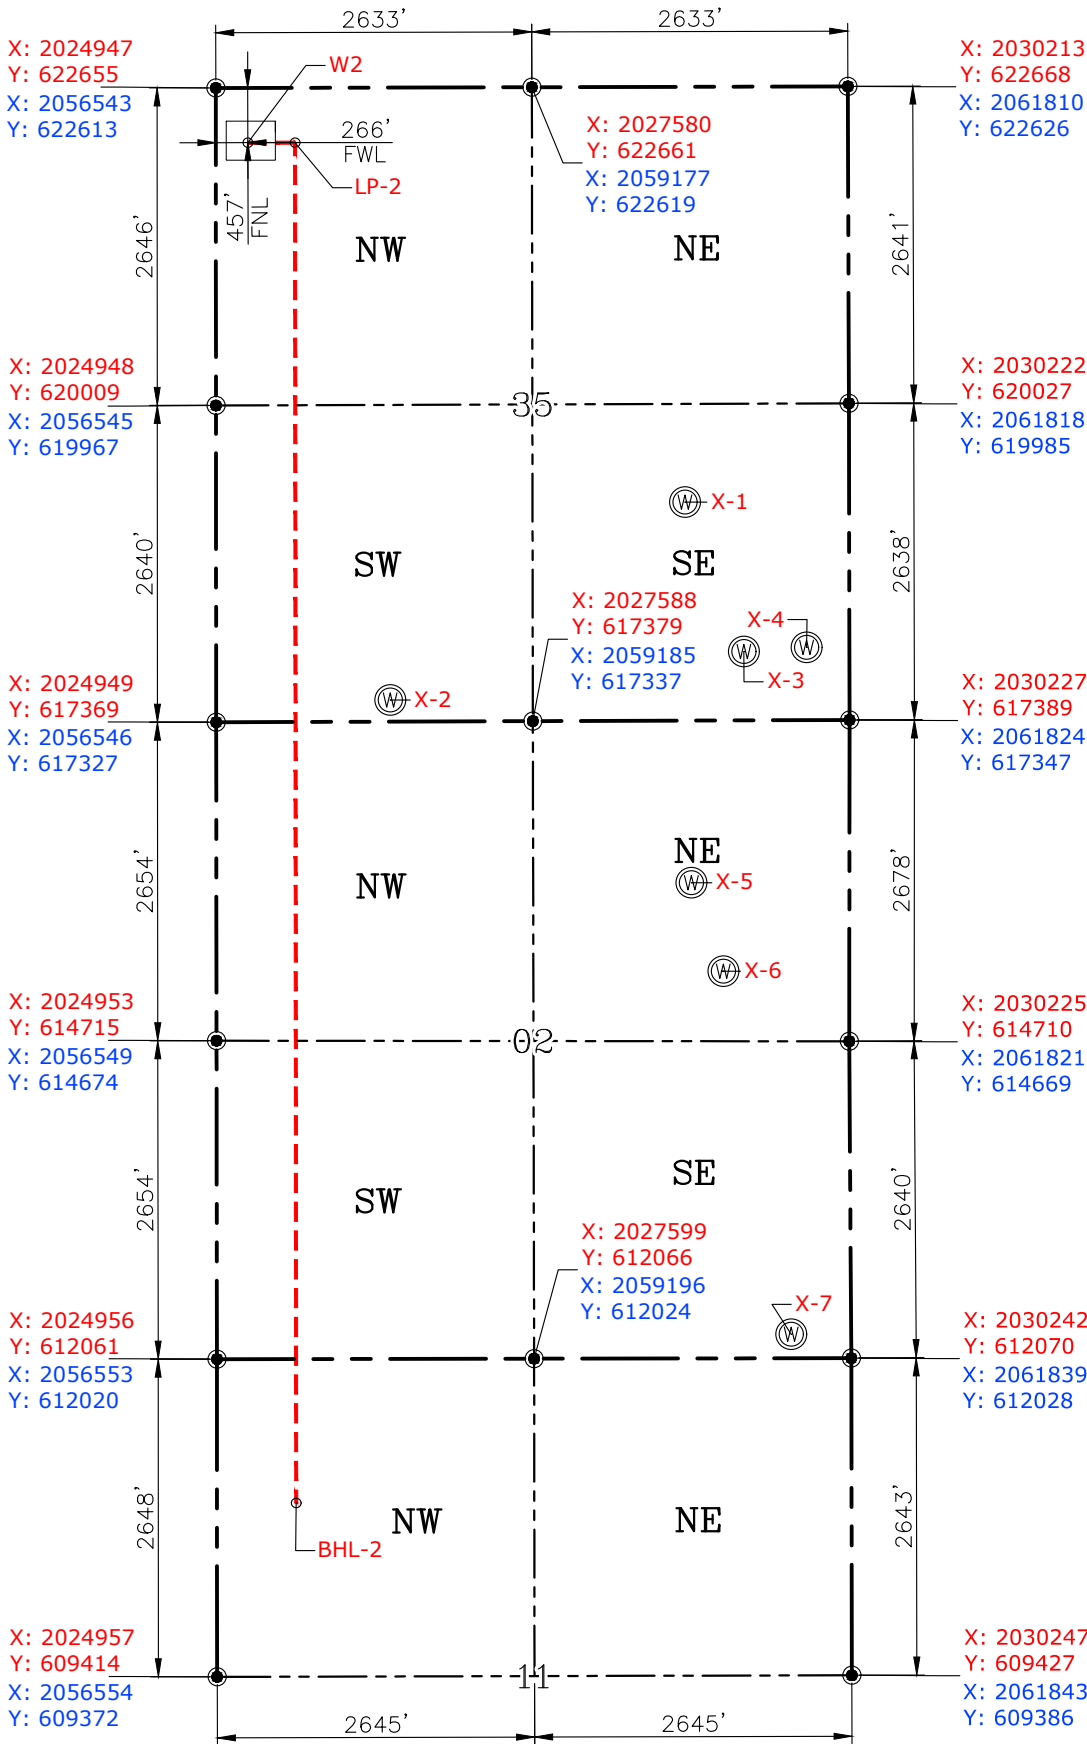 2633'
2633'
X: 2024947
Y: 622655
X: 2056543
Y: 622613
W2
X: 2030213
Y: 622668
X: 2061810
Y: 622626
266'
FWL
X: 2027580
Y: 622661
X: 2059177
Y: 622619
LP-2
457'
FNL
2646'
NW
NE
2641'
X: 2024948
Y: 620009
X: 2056545
Y: 619967
35
X: 2030222
Y: 620027
X: 2061818
Y: 619985
W X-1
2640'
SW
SE
2638'
X: 2027588
Y: 617379
X: 2059185
Y: 617337
X-4
W
W
X-3
X: 2024949
Y: 617369
X: 2056546
Y: 617327
W X-2
X: 2030227
Y: 617389
X: 2061824
Y: 617347
2654'
NW
NE
W X-5
2678'
W X-6
X: 2024953
Y: 614715
X: 2056549
Y: 614674
02
X: 2030225
Y: 614710
X: 2061821
Y: 614669
2654'
SW
SE
2640'
X: 2027599
Y: 612066
X: 2059196
Y: 612024
X-7
W
X: 2024956
Y: 612061
X: 2056553
Y: 612020
X: 2030242
Y: 612070
X: 2061839
Y: 612028
2648'
NW
NE
2643'
BHL-2
X: 2024957
Y: 609414
X: 2056554
Y: 609372
11
X: 2030247
Y: 609427
X: 2061843
Y: 609386
2645'
2645'